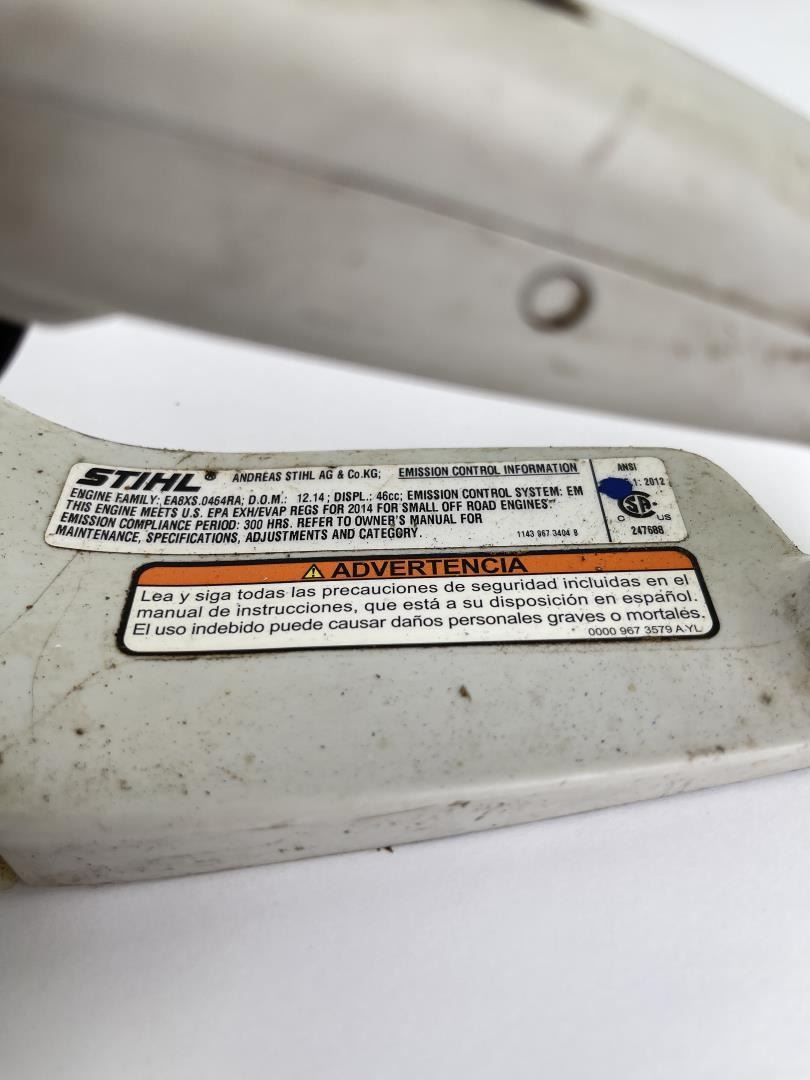 STIHL® ANDREAS STIHL AG & Co.KG; EMISSION CONTROL INFORMATION
ENGINE FAMILY: EA8XS.0464RA; D.O.M.: 12.14; DISPL.: 46cc; EMISSION CONTROL SYSTEM: EM
THIS ENGINE MEETS U.S. EPA EXH/EVAP REGS FOR 2014 FOR SMALL OFF ROAD ENGINES
EMISSION COMPLIANCE PERIOD: 300 HRS. REFER TO OWNER'S MANUAL FOR
MAINTENANCE, SPECIFICATIONS, ADJUSTMENTS AND CATEGORY.
1143 967 3404 B
ANSI
.1: 2012
C SA US
247688
ADVERTENCIA
Lea y siga todas las precauciones de seguridad incluidas en el
manual de instrucciones, que está a su disposición en español.
El uso indebido puede causar daños personales graves o mortales.
0000 967 3579 A YL